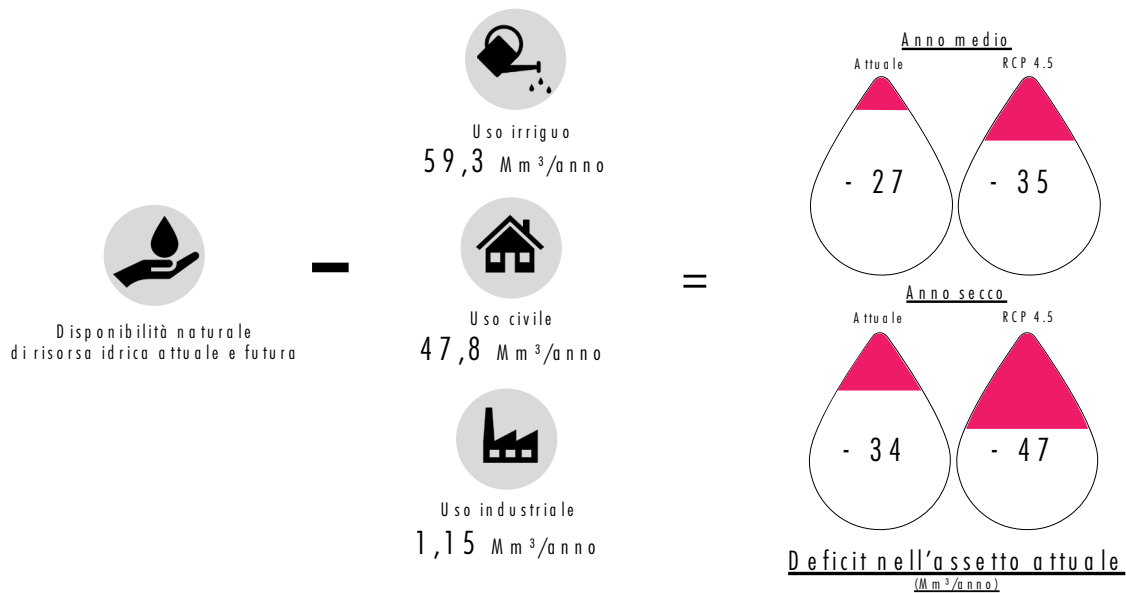 Disponibilità naturale
di risorsa idrica attuale e futura
-
Uso irriguo
59,3 Mm³/anno
Uso civile
47,8 Mm³/anno
Uso industriale
1,15 Mm³/anno
=
Anno medio
Attuale RCP 4.5
- 27 - 35
Anno secco
Attuale RCP 4.5
- 34 - 47
Deficit nell'assetto attuale
(Mm³/anno)